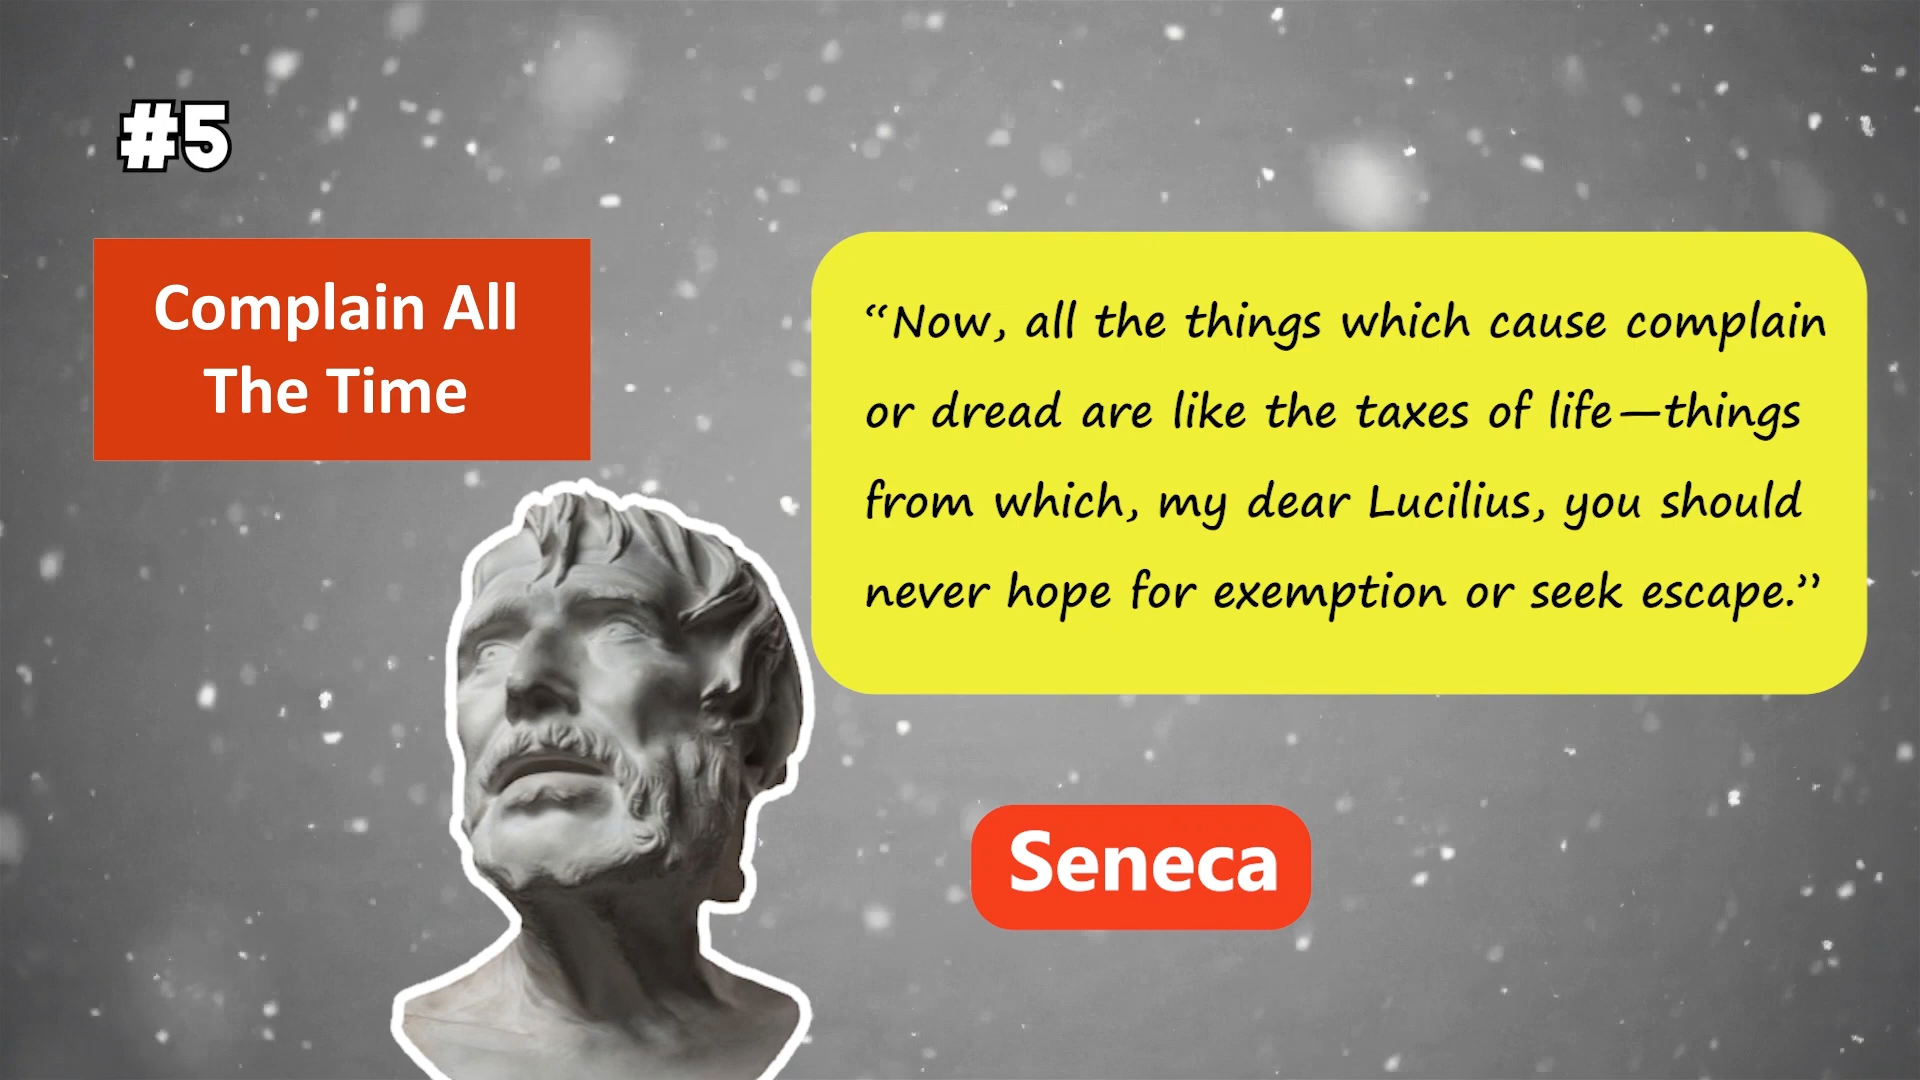 #5
Complain All
The Time
“Now, all the things which cause complain
or dread are like the taxes of life—things
from which, my dear Lucilius, you should
never hope for exemption or seek escape.”
Seneca